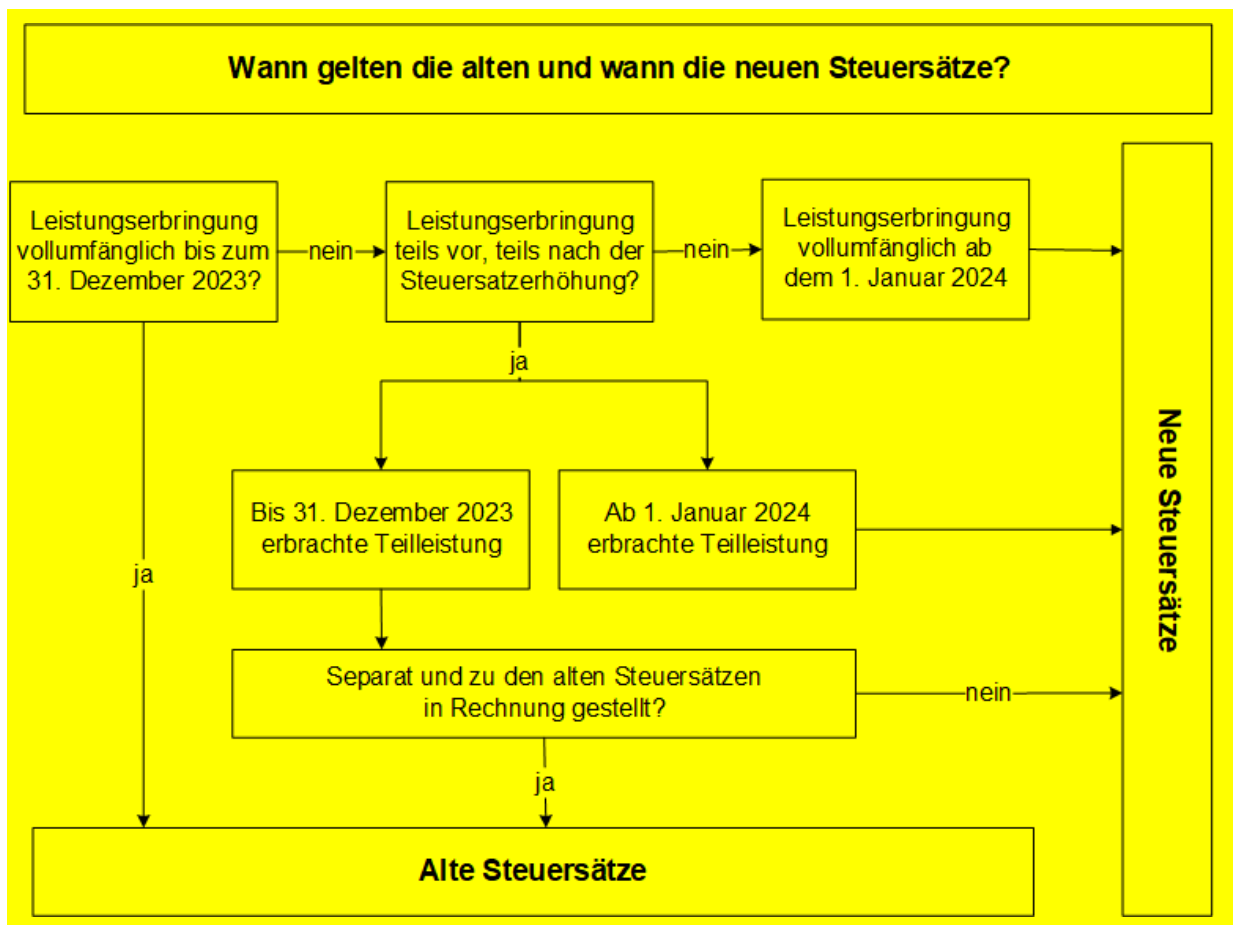 Wann gelten die alten und wann die neuen Steuersätze?
Leistungserbringung
vollumfänglich bis zum
31. Dezember 2023?
nein
Leistungserbringung
teils vor, teils nach der
Steuersatzerhöhung?
nein
Leistungserbringung
vollumfänglich ab
dem 1. Januar 2024
ja
Bis 31. Dezember 2023
erbrachte Teilleistung
Ab 1. Januar 2024
erbrachte Teilleistung
ja
Separat und zu den alten Steuersätzen
in Rechnung gestellt?
nein
ja
Alte Steuersätze
Neue Steuersätze